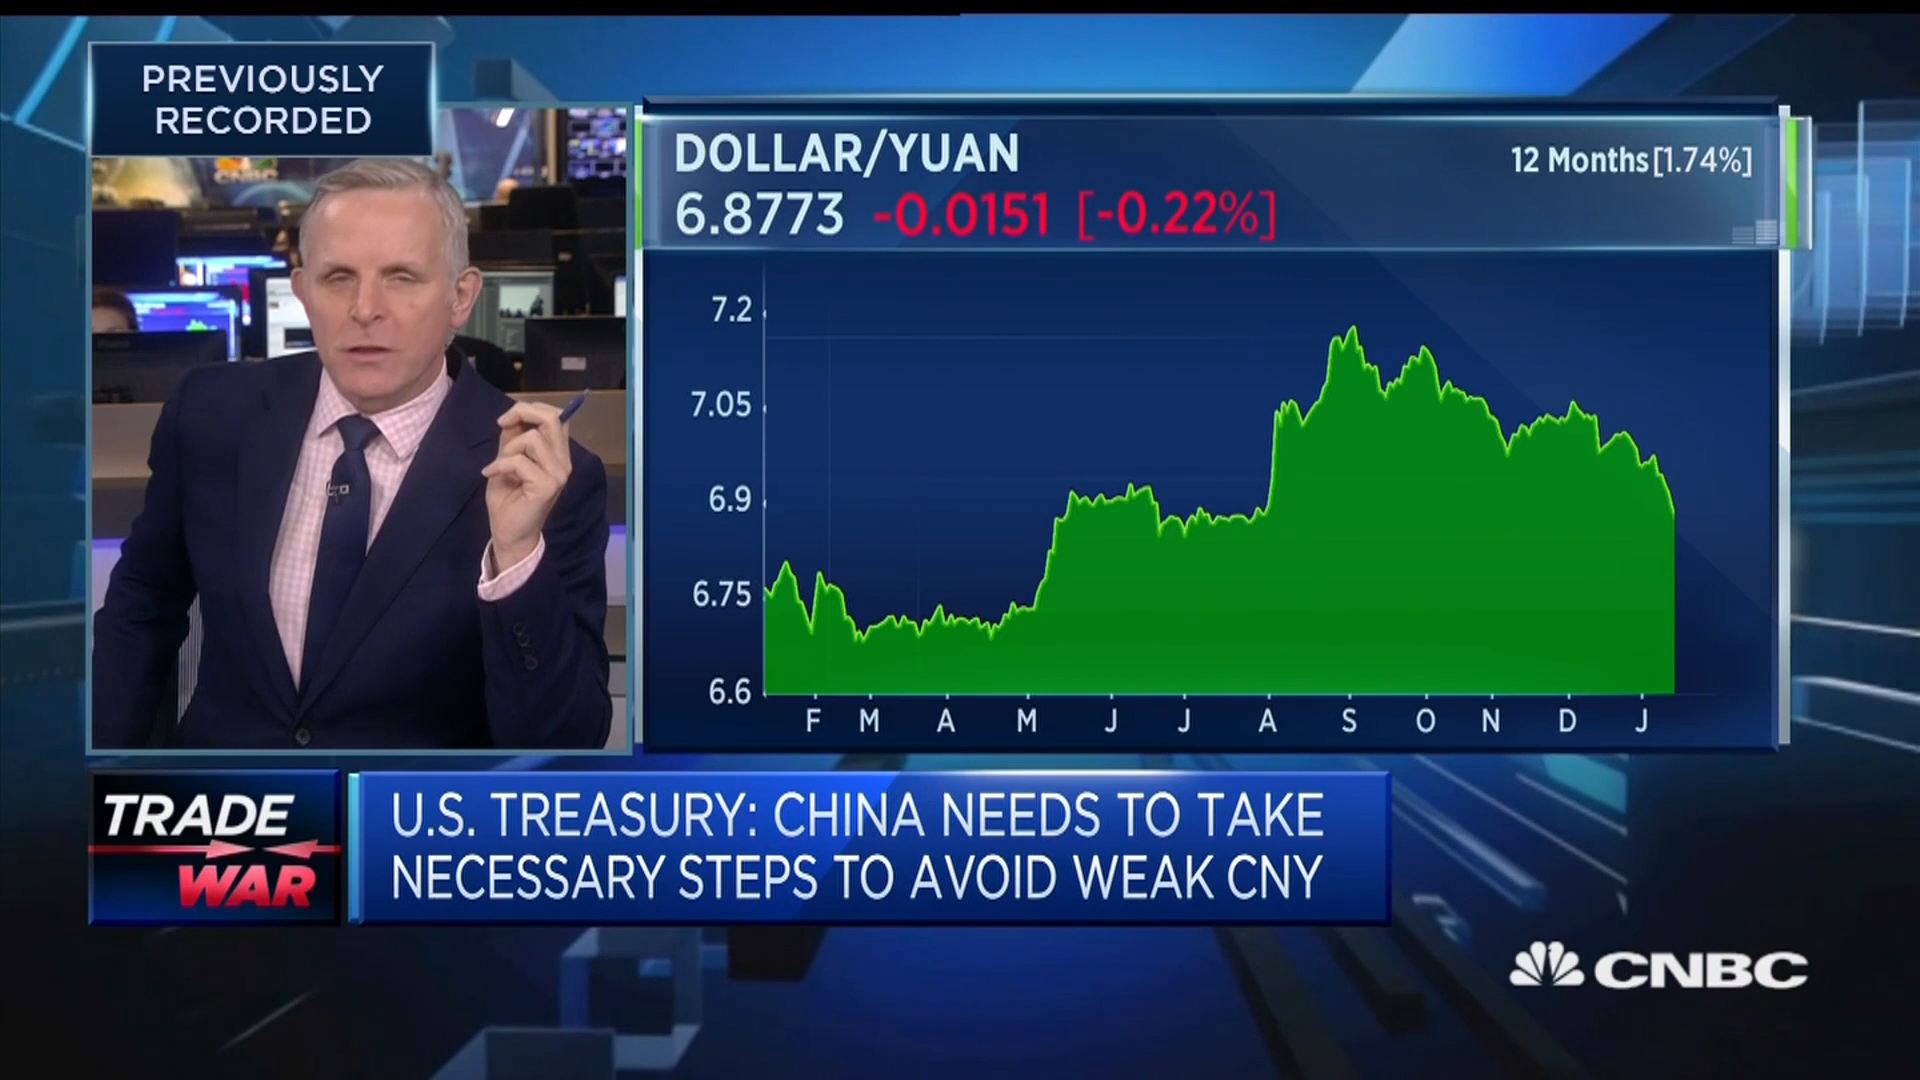 PREVIOUSLY
RECORDED
CNBC
DOLLAR/YUAN
6.8773 -0.0151 [-0.22%]
12 Months[1.74%]
7.2
7.05
6.9
6.75
6.6
F M A M J J A S O N D J
TRADE
WAR
U.S. TREASURY: CHINA NEEDS TO TAKE
NECESSARY STEPS TO AVOID WEAK CNY
CNBC